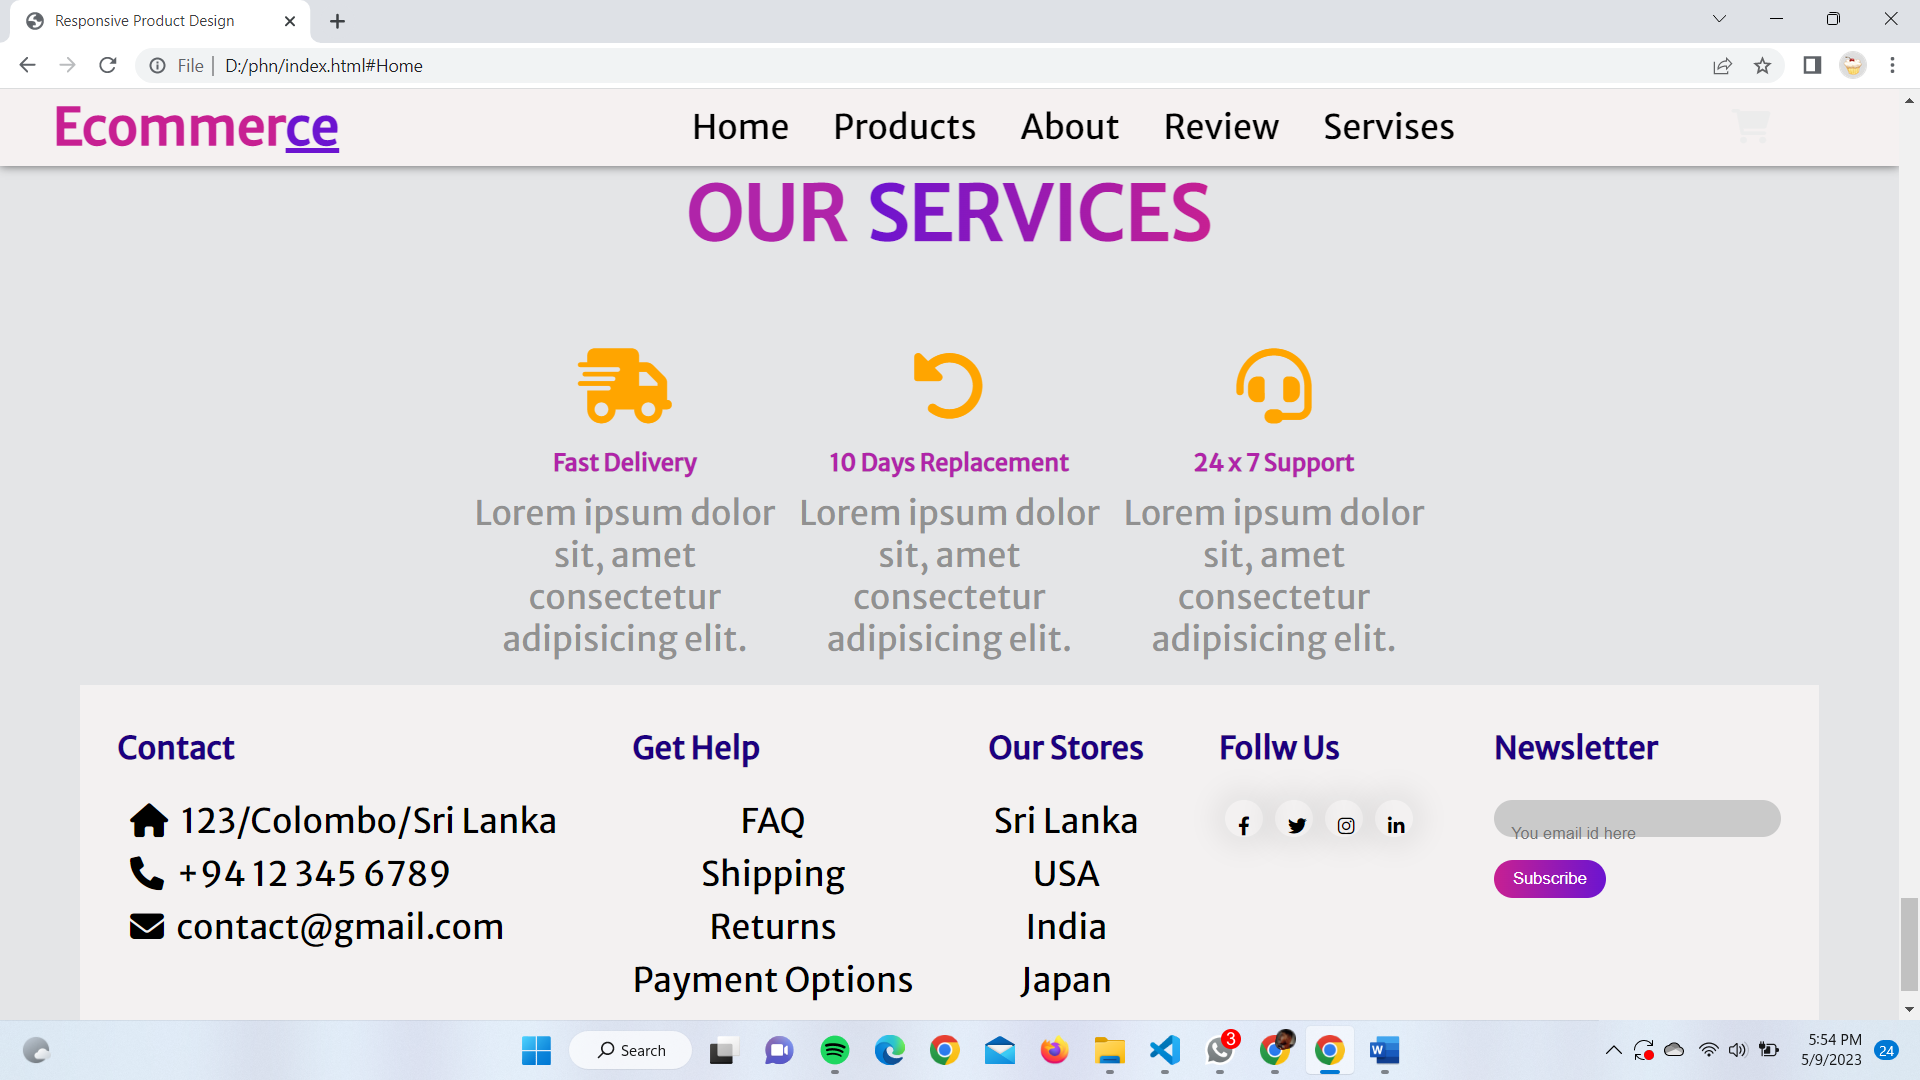 Responsive Product Design
File | D:/phn/index.html#Home
Ecommerce
Home Products About Review Servises
OUR SERVICES
Fast Delivery
Lorem ipsum dolor
sit, amet
consectetur
adipisicing elit.
10 Days Replacement
Lorem ipsum dolor
sit, amet
consectetur
adipisicing elit.
24 x 7 Support
Lorem ipsum dolor
sit, amet
consectetur
adipisicing elit.
Contact
123/Colombo/Sri Lanka
+94 12 345 6789
contact@gmail.com
Get Help
FAQ
Shipping
Returns
Payment Options
Our Stores
Sri Lanka
USA
India
Japan
Follw Us
Newsletter
You email id here
Subscribe
Search
3
5:54 PM
5/9/2023
24